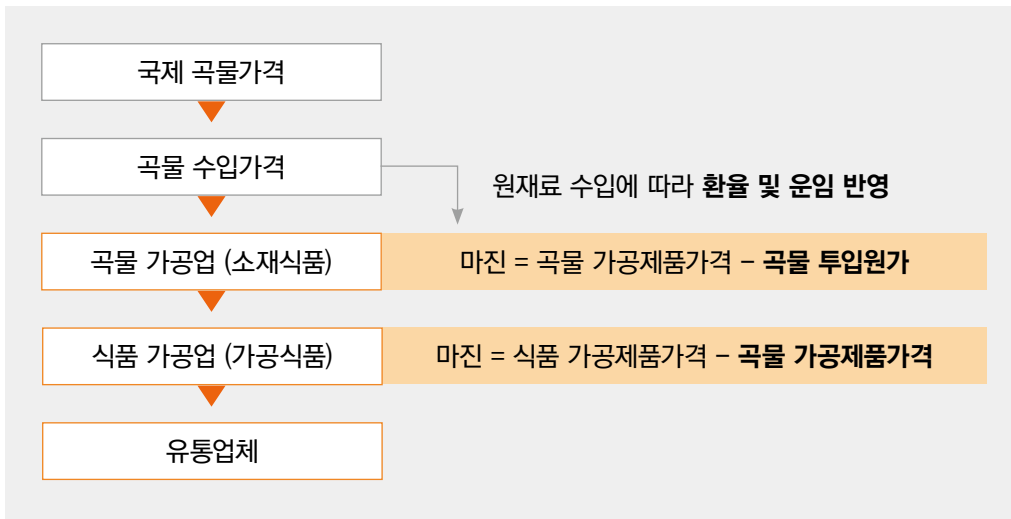 국제 곡물가격
곡물 수입가격
원재료 수입에 따라 환율 및 운임 반영
곡물 가공업 (소재식품)
마진 = 곡물 가공제품가격 – 곡물 투입원가
식품 가공업 (가공식품)
마진 = 식품 가공제품가격 – 곡물 가공제품가격
유통업체